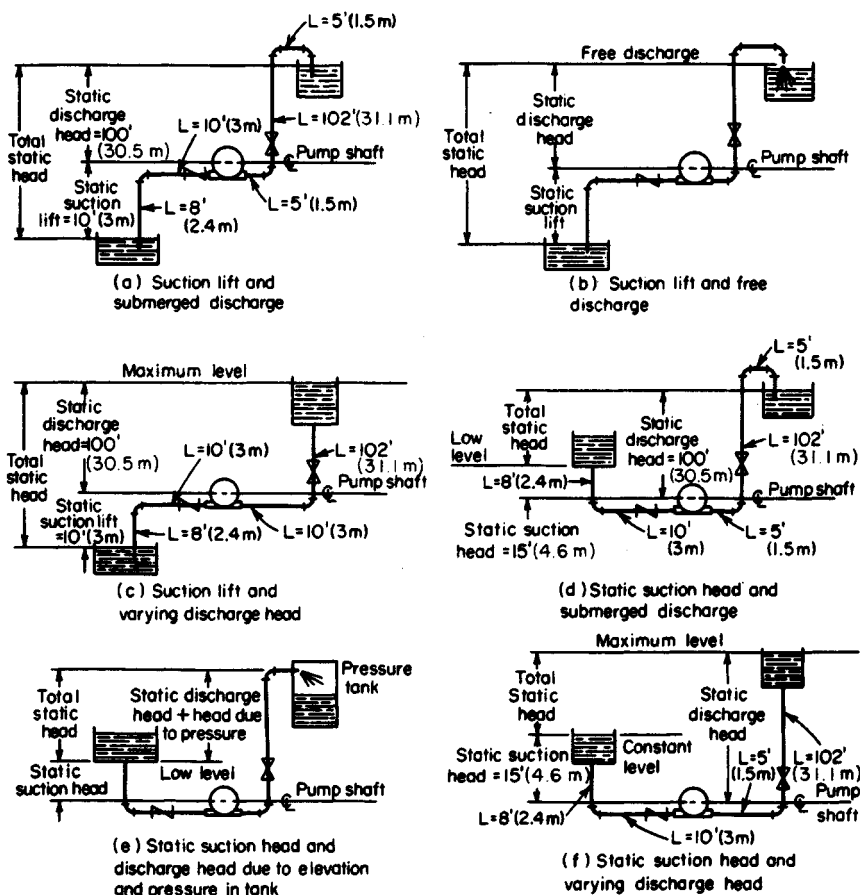 L=5'(1.5m)
Static
discharge
head=100'
(30.5 m)
Total
static
head
L=10'(3m)
L=102'(31.1 m)
Pump shaft
Static
suction
lift=10'(3m)
L=8'
(2.4 m)
L=5'(1.5m)
(a) Suction lift and
submerged discharge
Free discharge
Static
discharge
head
Total
static
head
Pump shaft
Static
suction
lift
(b) Suction lift and free
discharge
Maximum level
Static
discharge
head=100'
(30.5 m)
Total
static
head
L=10'(3m)
L=102'
(31.1 m)
Pump shaft
Static
suction lift
=10'(3m)
L=8'(2.4m)
L=10'(3m)
(c) Suction lift and
varying discharge head
L=5'
(1.5m)
Total
static
head
Static
discharge
head=100'
(30.5m)
Low
level
L=8'(2.4m)
L=102'
(31.1 m)
Pump shaft
Static suction
head =15'(4.6 m)
L=10'
(3m)
L=5'
(1.5m)
(d) Static suction head and
submerged discharge
Total
static
head
Static discharge
head + head due
to pressure
Pressure
tank
Static
suction head
Low level
Pump shaft
(e) Static suction head and
discharge head due to elevation
and pressure in tank
Maximum level
Total
Static
head
Static
discharge
head
Static suction
head =15'(4.6 m)
Constant
level
L=5'
(1.5m)
L=102'
(31.1m)
Pump
shaft
L=8'(2.4m)
L=10'(3m)
(f) Static suction head and
varying discharge head